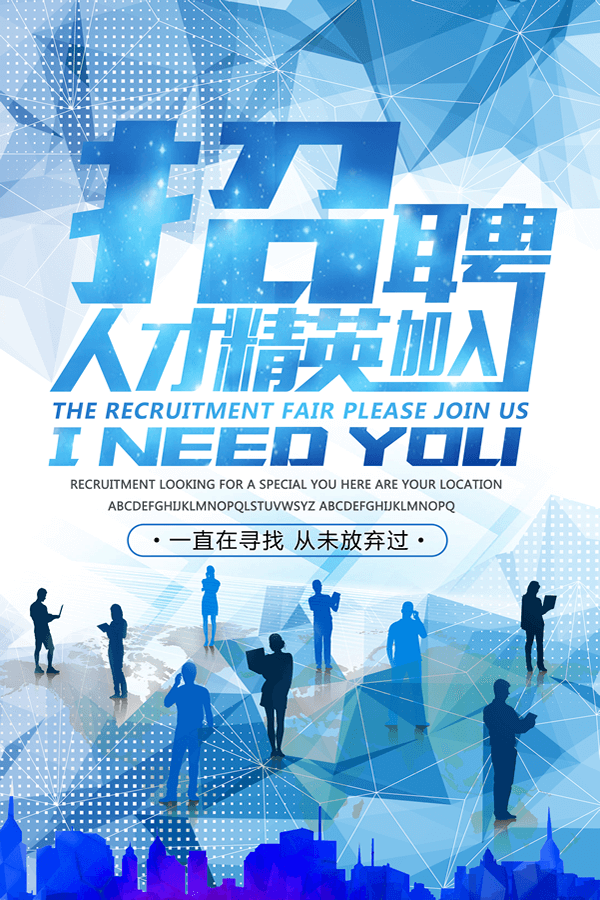 招聘
人才精英加入
THE RECRUITMENT FAIR PLEASE JOIN US
I NEED YOU
RECRUITMENT LOOKING FOR A SPECIAL YOU HERE ARE YOUR LOCATION
ABCDEFGHIJKLMNOPQLSTUVWSYZ ABCDEFGHIJKLMNOPQ
·一直在寻找 从未放弃过·